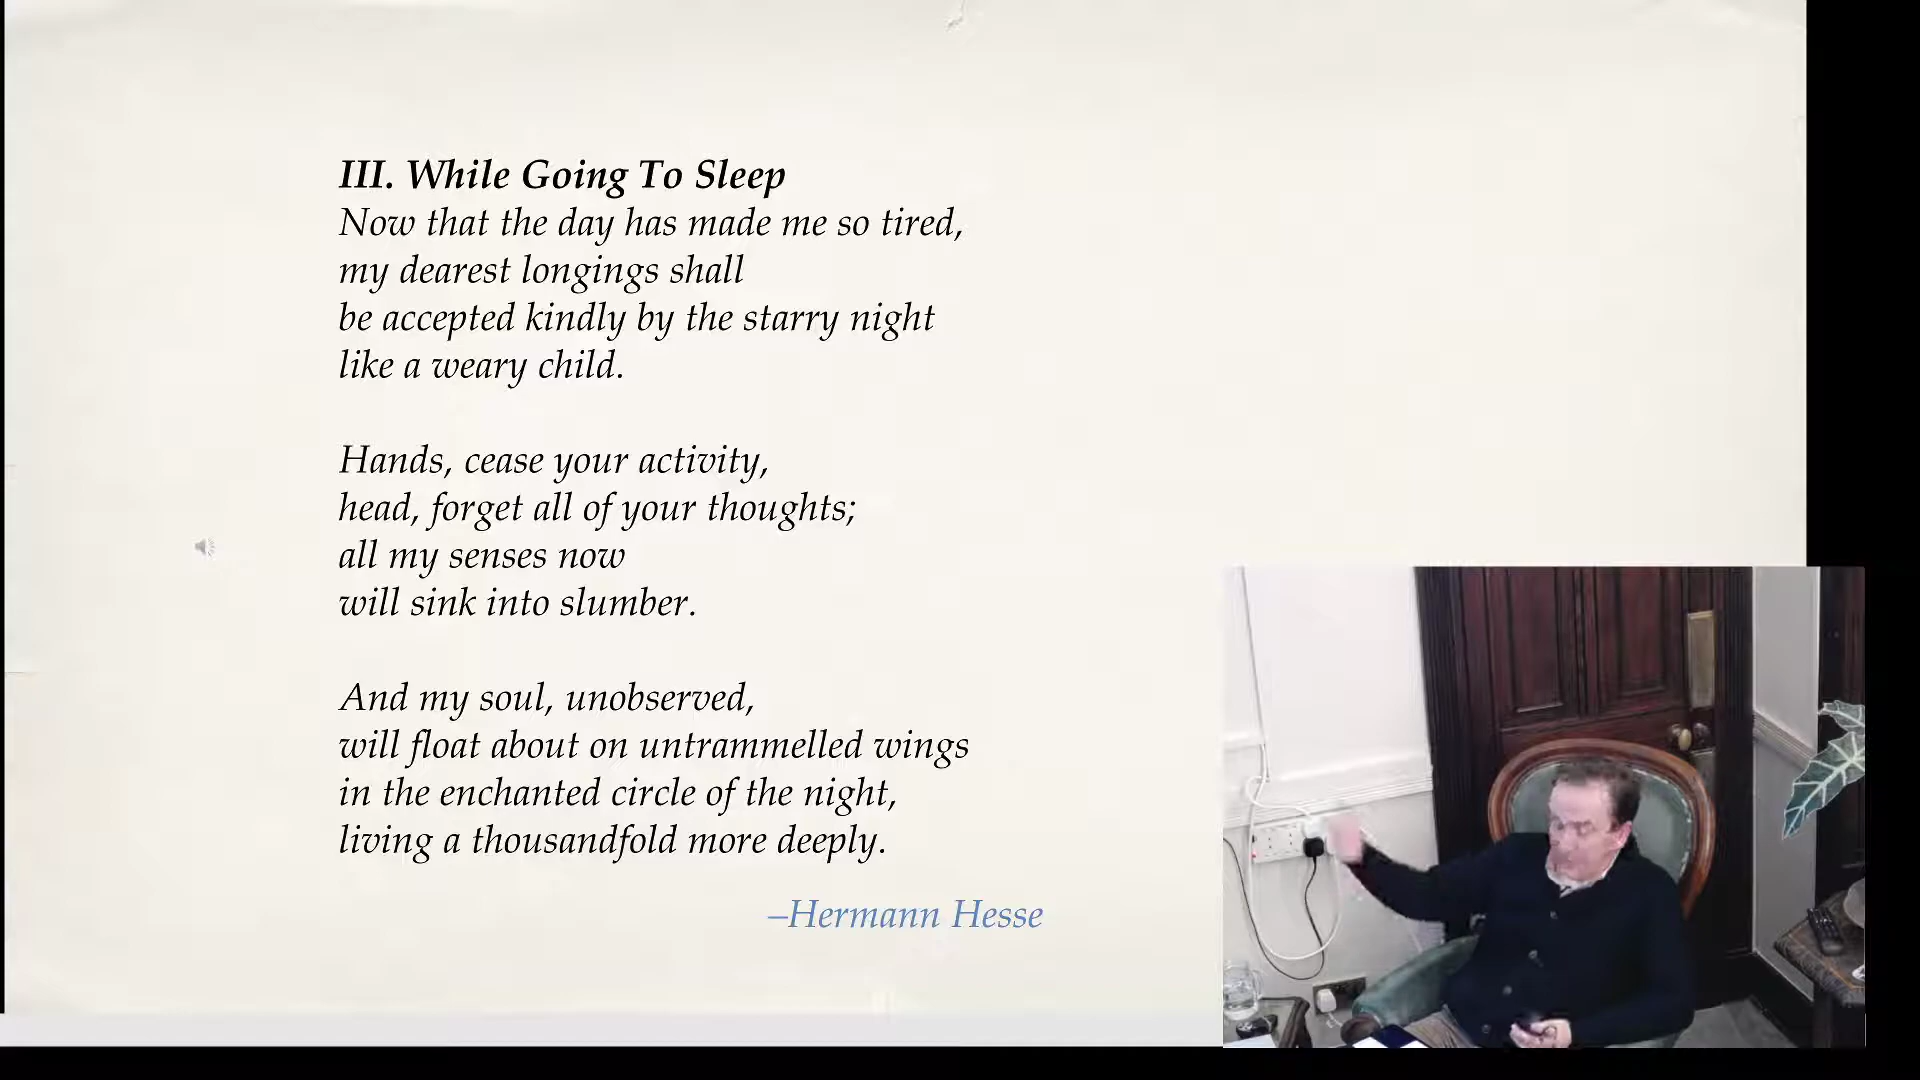 III. While Going To Sleep
Now that the day has made me so tired,
my dearest longings shall
be accepted kindly by the starry night
like a weary child.
Hands, cease your activity,
head, forget all of your thoughts;
all my senses now
will sink into slumber.
And my soul, unobserved,
will float about on untrammelled wings
in the enchanted circle of the night,
living a thousandfold more deeply.
–Hermann Hesse